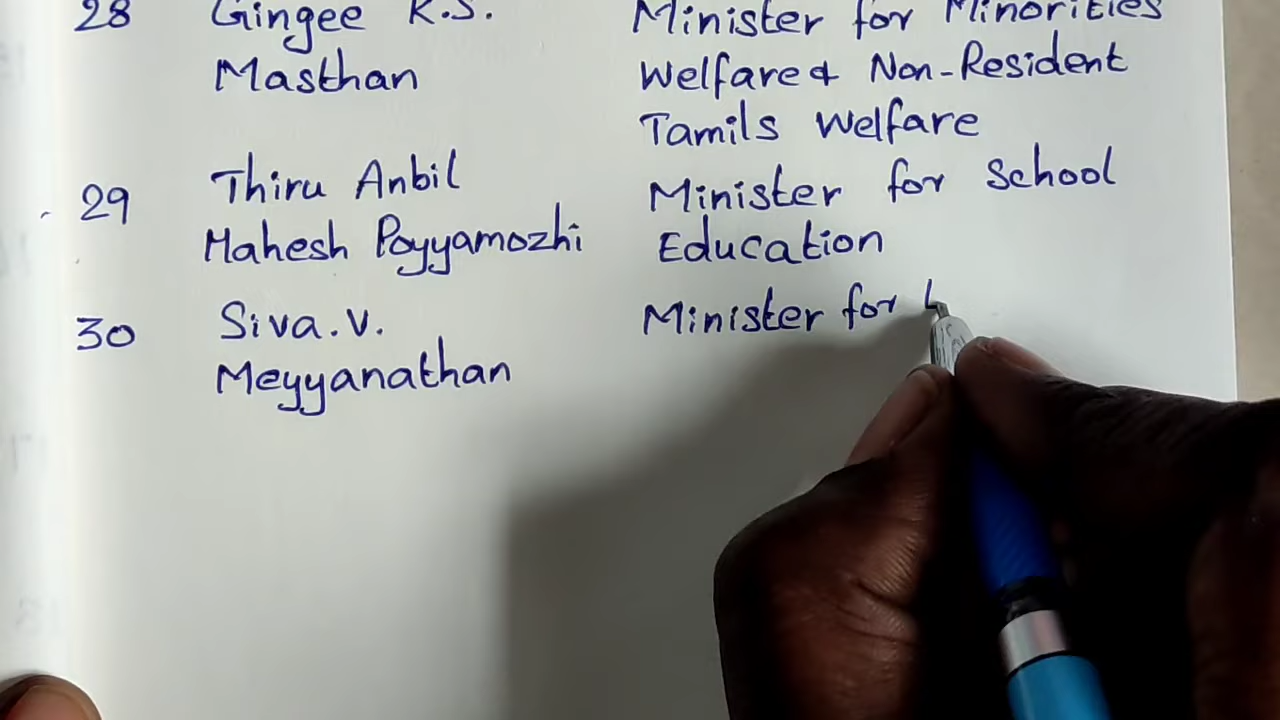 28 Gingee K.S. Minister for Minorities
Masthan Welfare & Non-Resident
Tamils Welfare
29 Thiru Anbil Minister for School
Mahesh Poyyamozhi Education
30 Siva.V. Minister for
Meyyanathan